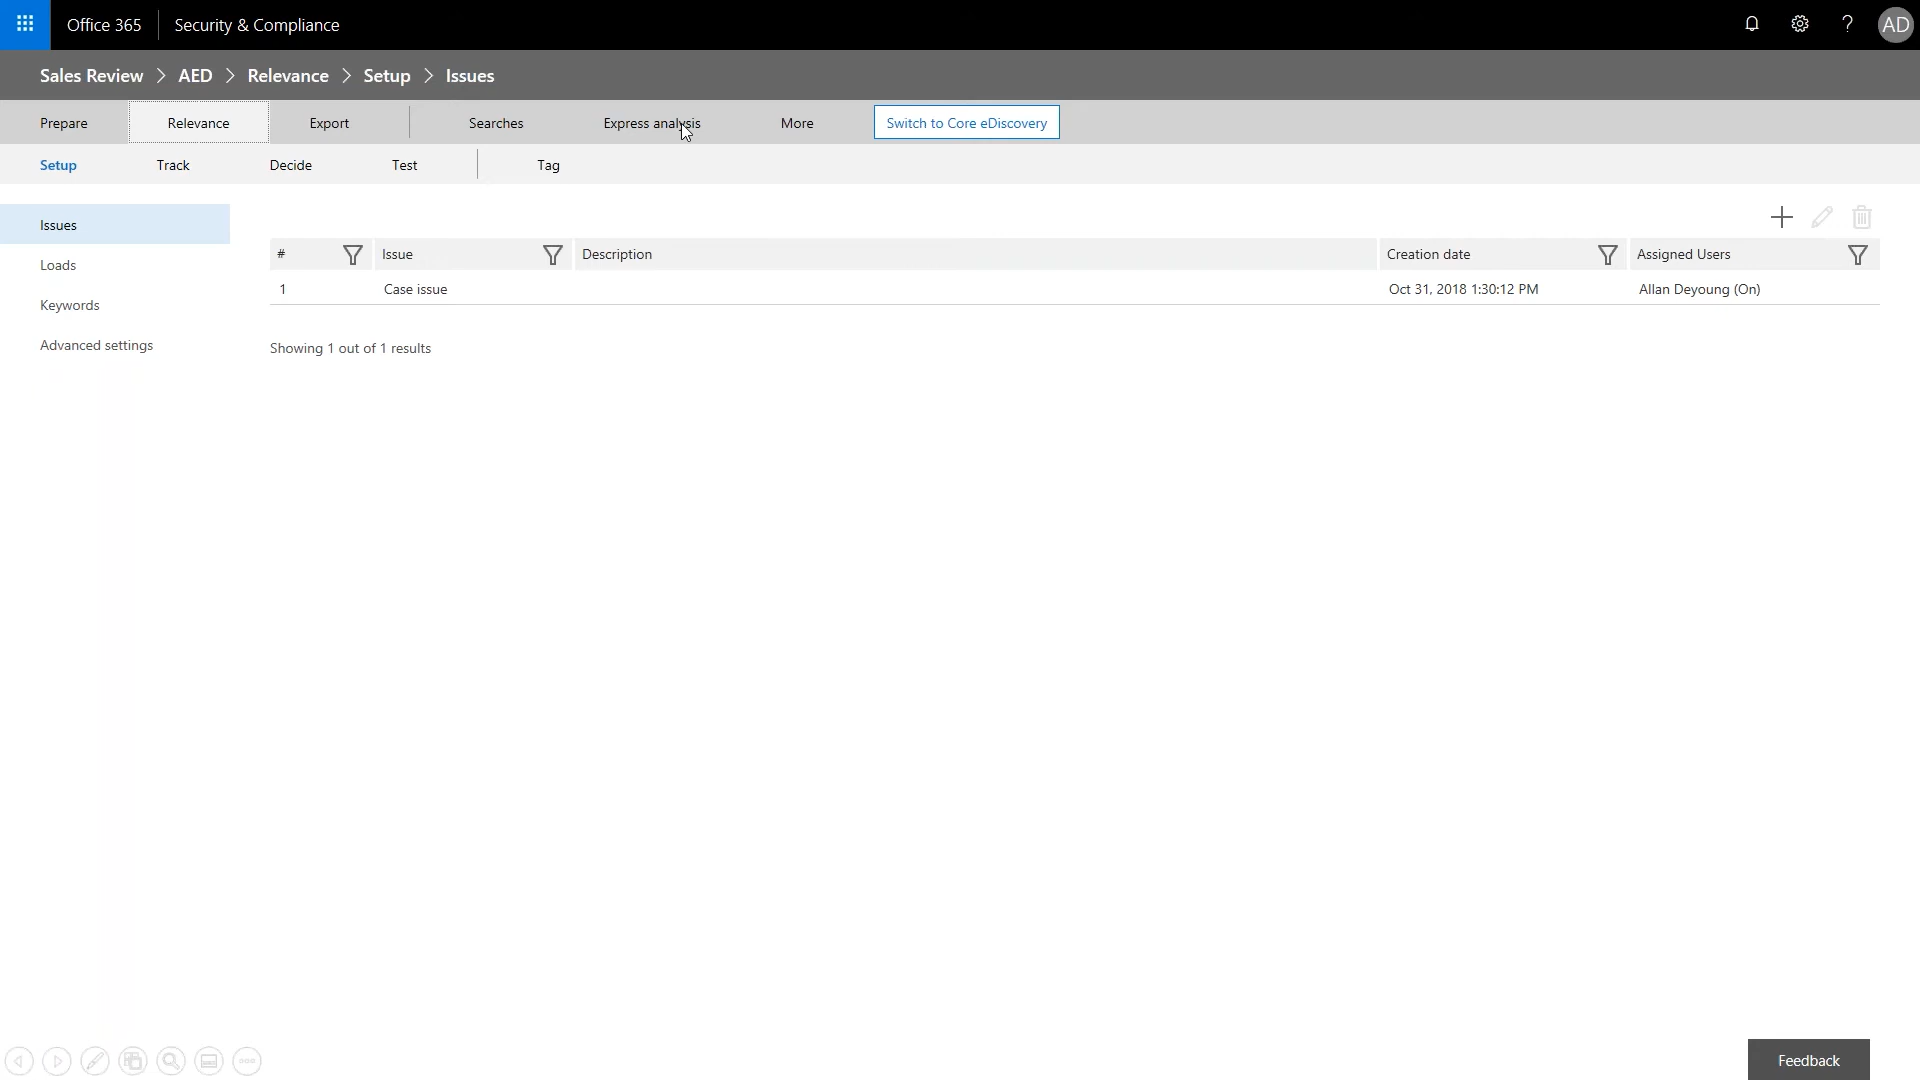 Office 365 Security & Compliance AD
Sales Review > AED > Relevance > Setup > Issues
Prepare Relevance Export Searches Express analysis More Switch to Core eDiscovery
Setup Track Decide Test Tag
Issues
Loads
Keywords
Advanced settings
# Issue Description Creation date Assigned Users
1 Case issue Oct 31, 2018 1:30:12 PM Allan Deyoung (On)
Showing 1 out of 1 results
Feedback